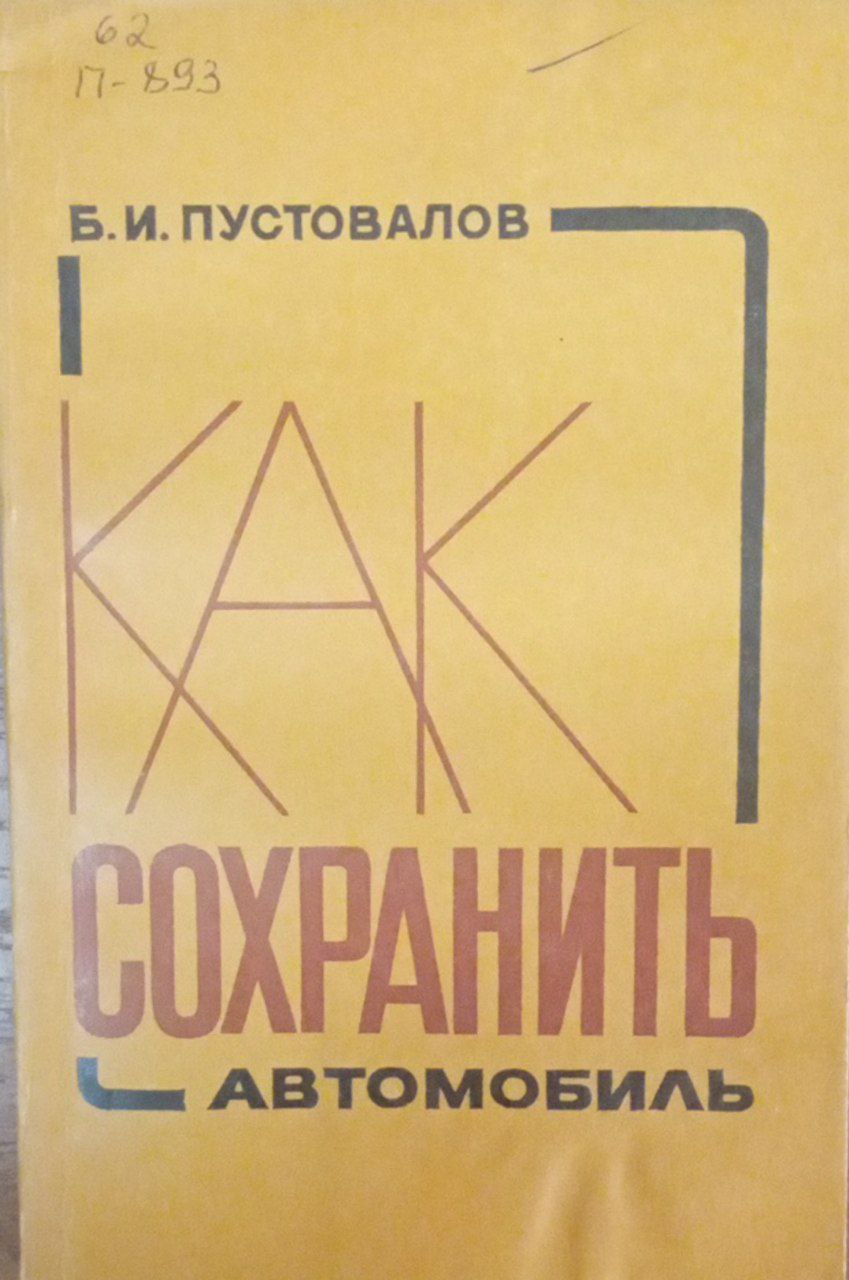 62
П-893
Б.И. ПУСТОВАЛОВ
КАК
СОХРАНИТЬ
АВТОМОБИЛЬ